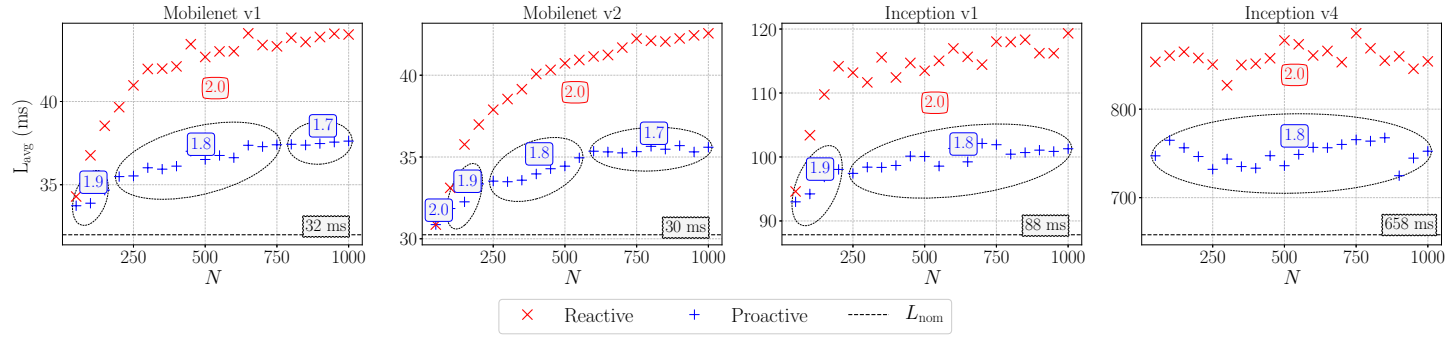 Mobilenet v1
Mobilenet v2
Inception v1
Inception v4
L_avg (ms)
40
35
2.0
1.9
1.8
1.7
32 ms
250 500 750 1000
N
40
35
30
2.0
2.0
1.9
1.8
1.7
30 ms
250 500 750 1000
N
120
110
100
90
2.0
1.9
1.8
88 ms
250 500 750 1000
N
800
700
2.0
1.8
658 ms
250 500 750 1000
N
Reactive Proactive L_nom